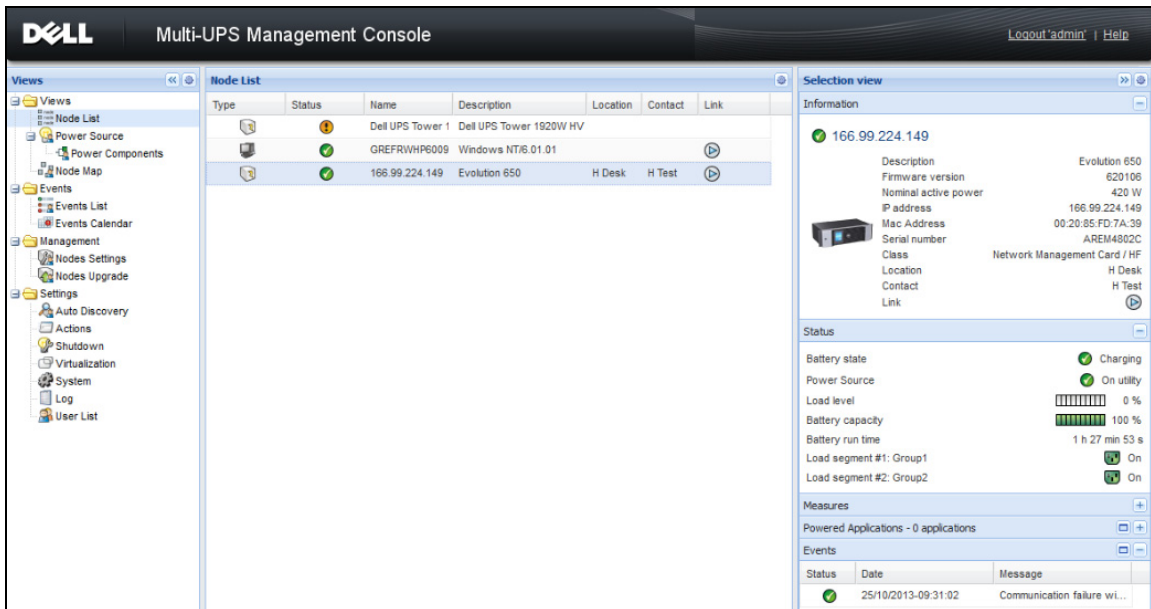 DELL
Multi-UPS Management Console
Logout 'admin' | Help
Views
Views
Node List
Power Source
Power Components
Node Map
Events
Events List
Events Calendar
Management
Nodes Settings
Nodes Upgrade
Settings
Auto Discovery
Actions
Shutdown
Virtualization
System
Log
User List
Node List
Type Status Name Description Location Contact Link
Dell UPS Tower 1 Dell UPS Tower 1920W HV
GREFRWHP6009 Windows NT/6.01.01
166.99.224.149 Evolution 650 H Desk H Test
Selection view
Information
166.99.224.149
Description Evolution 650
Firmware version 620106
Nominal active power 420 W
IP address 166.99.224.149
Mac Address 00:20:85:FD:7A:39
Serial number AREM4802C
Class Network Management Card / HF
Location H Desk
Contact H Test
Link
Status
Battery state Charging
Power Source On utility
Load level 0 %
Battery capacity 100 %
Battery run time 1 h 27 min 53 s
Load segment #1: Group1 On
Load segment #2: Group2 On
Measures
Powered Applications - 0 applications
Events
Status Date Message
25/10/2013-09:31:02 Communication failure wi...